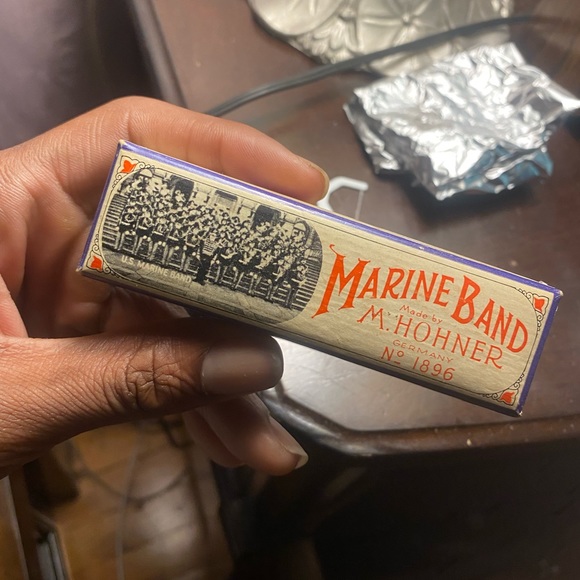 U.S. MARINE BAND
MARINE BAND
Made by
M. HOHNER
GERMANY
Nº 1896